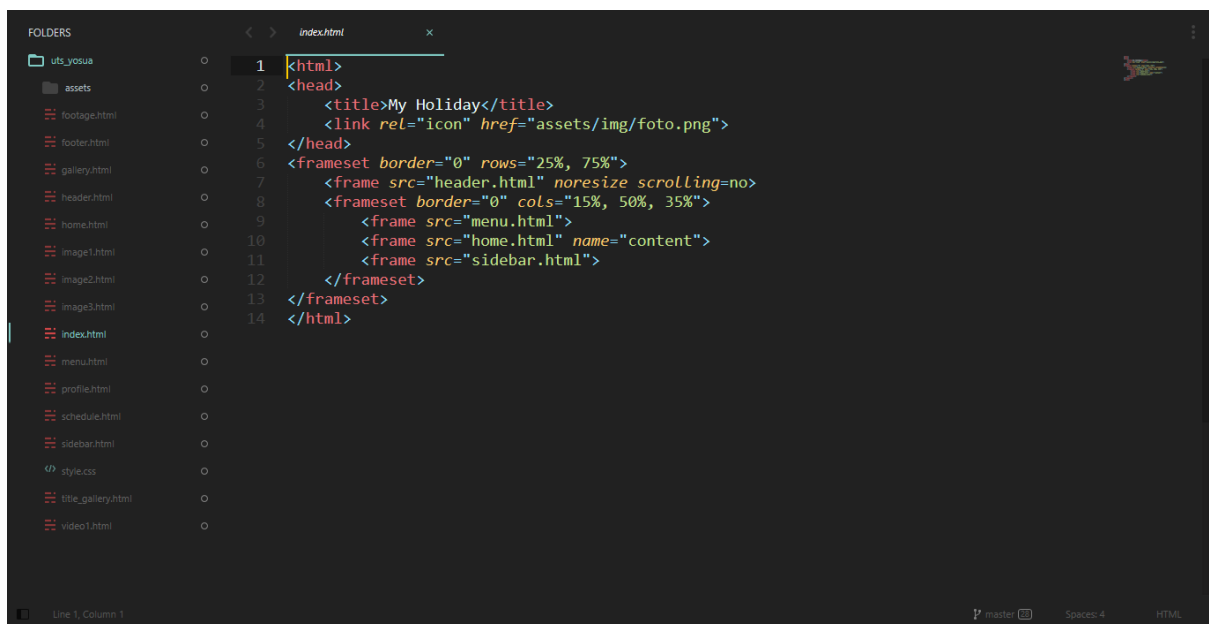 FOLDERS
uts_yosua
assets
footage.html
footer.html
gallery.html
header.html
home.html
image1.html
image2.html
image3.html
index.html
menu.html
profile.html
schedule.html
sidebar.html
style.css
title_gallery.html
video1.html
index.html ×
1 <html>
2 <head>
3     <title>My Holiday</title>
4     <link rel="icon" href="assets/img/foto.png">
5 </head>
6 <frameset border="0" rows="25%, 75%">
7     <frame src="header.html" noresize scrolling=no>
8     <frameset border="0" cols="15%, 50%, 35%">
9         <frame src="menu.html">
10         <frame src="home.html" name="content">
11         <frame src="sidebar.html">
12     </frameset>
13 </frameset>
14 </html>
Line 1, Column 1
master 28 Spaces: 4 HTML